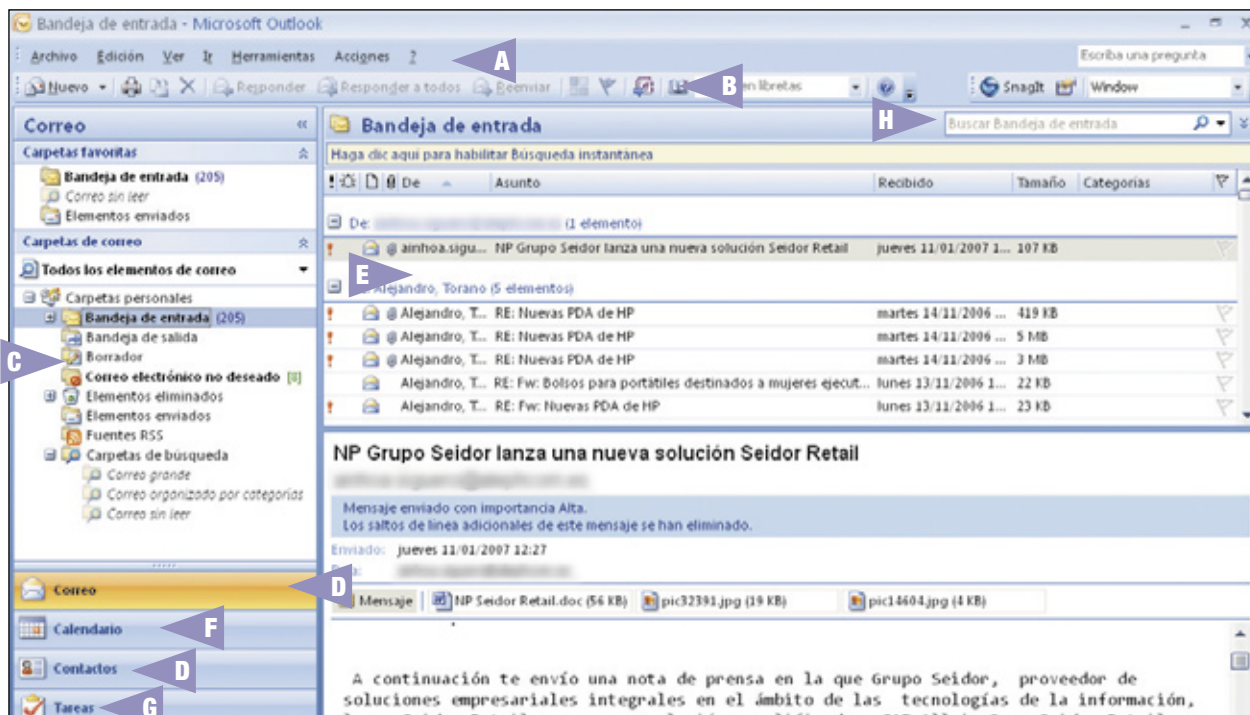 Bandeja de entrada - Microsoft Outlook
Archivo Edición Ver Ir Herramientas Acciones ? A Escriba una pregunta
Nuevo Responder Responder a todos Reenviar B en libretas SnagIt Window
Correo «
Bandeja de entrada H Buscar Bandeja de entrada
Carpetas favoritas
Bandeja de entrada (205)
Correo sin leer
Elementos enviados
Carpetas de correo
Todos los elementos de correo
Carpetas personales
Bandeja de entrada (205)
Bandeja de salida
C Borrador
Correo electrónico no deseado [8]
Elementos eliminados
Elementos enviados
Fuentes RSS
Carpetas de búsqueda
Correo grande
Correo organizado por categorías
Correo sin leer
Correo D
Calendario F
Contactos D
Tareas G
Haga clic aquí para habilitar Búsqueda instantánea
! De Asunto Recibido Tamaño Categorías
De: (1 elemento)
! ainhoa.sigu... NP Grupo Seidor lanza una nueva solución Seidor Retail jueves 11/01/2007 1... 107 KB
E
Alejandro, Torano (5 elementos)
! Alejandro, T... RE: Nuevas PDA de HP martes 14/11/2006 ... 419 KB
! Alejandro, T... RE: Nuevas PDA de HP martes 14/11/2006 ... 5 MB
! Alejandro, T... RE: Nuevas PDA de HP martes 14/11/2006 ... 3 MB
Alejandro, T... RE: Fw: Bolsos para portátiles destinados a mujeres ejecut... lunes 13/11/2006 1... 22 KB
! Alejandro, T... RE: Fw: Nuevas PDA de HP lunes 13/11/2006 1... 23 KB
NP Grupo Seidor lanza una nueva solución Seidor Retail
Mensaje enviado con importancia Alta.
Los saltos de línea adicionales de este mensaje se han eliminado.
Enviado: jueves 11/01/2007 12:27
Mensaje NP Seidor Retail.doc (56 KB) pic32391.jpg (19 KB) pic14604.jpg (4 KB)
A continuación te envío una nota de prensa en la que Grupo Seidor, proveedor de
soluciones empresariales integrales en el ámbito de las tecnologías de la información,